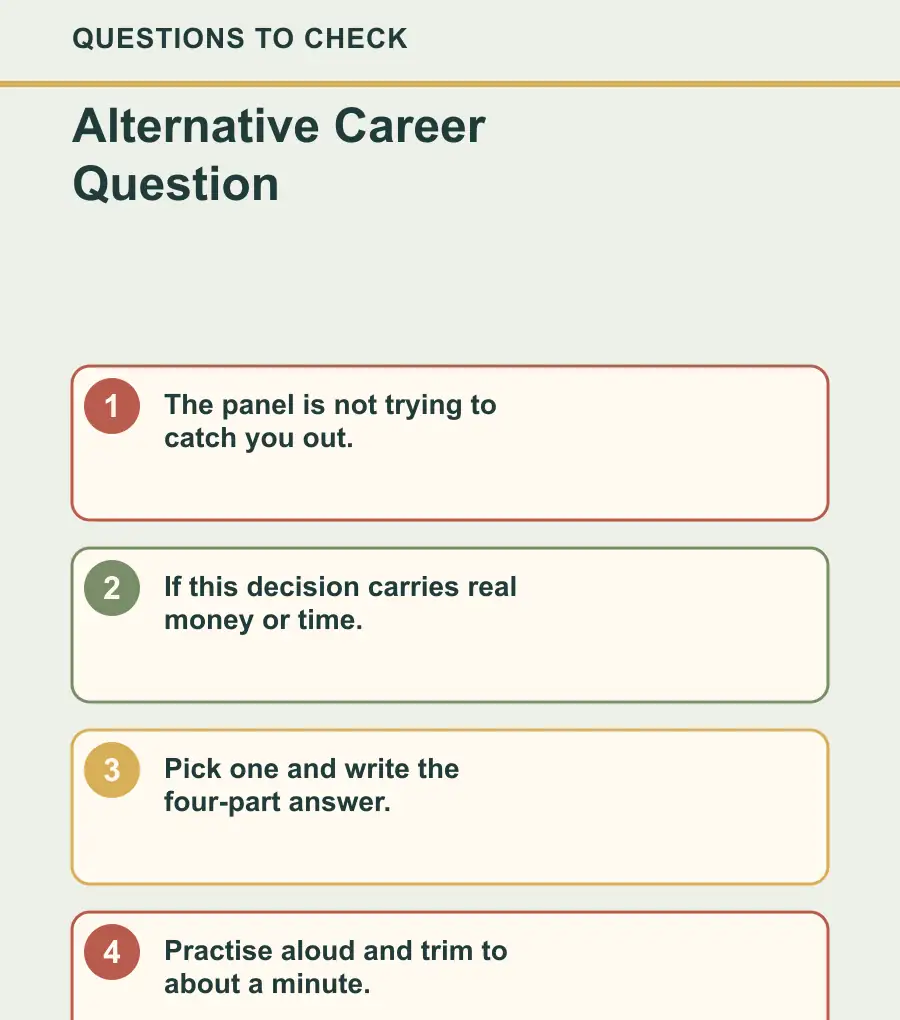 QUESTIONS TO CHECK
Alternative Career
Question
1
The panel is not trying to
catch you out.
2
If this decision carries real
money or time.
3
Pick one and write the
four-part answer.
4
Practise aloud and trim to
about a minute.